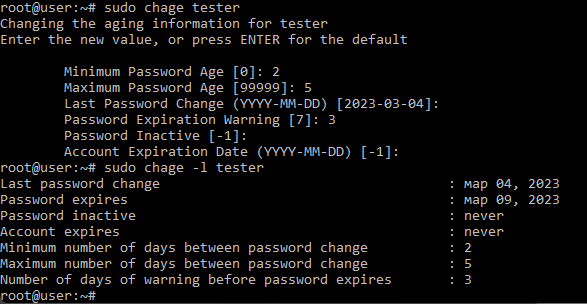 root@user:~# sudo chage tester
Changing the aging information for tester
Enter the new value, or press ENTER for the default
Minimum Password Age [0]: 2
Maximum Password Age [99999]: 5
Last Password Change (YYYY-MM-DD) [2023-03-04]:
Password Expiration Warning [7]: 3
Password Inactive [-1]:
Account Expiration Date (YYYY-MM-DD) [-1]:
root@user:~# sudo chage -l tester
Last password change : мар 04, 2023
Password expires : мар 09, 2023
Password inactive : never
Account expires : never
Minimum number of days between password change : 2
Maximum number of days between password change : 5
Number of days of warning before password expires : 3
root@user:~#